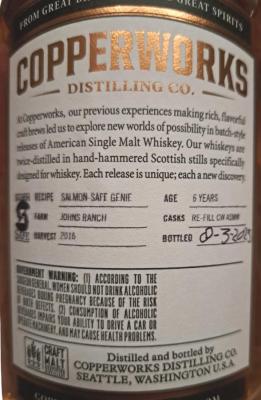 FROM GREAT
GREAT SPIRITS
COPPERWORKS
DISTILLING CO.
At Copperworks, our previous experiences making rich, flavorful
craft brews led us to explore new worlds of possibility in batch-style
releases of American Single Malt Whiskey. Our whiskeys are
twice-distilled in hand-hammered Scottish stills specifically
designed for whiskey. Each release is unique; each a new discovery.
RECIPE SALMON-SAFE GENIE AGE 6 YEARS
FARM JOHNS RANCH CASKS RE-FILL CW ASMW
HARVEST 2016 BOTTLED
GOVERNMENT WARNING: (1) ACCORDING TO THE
SURGEON GENERAL, WOMEN SHOULD NOT DRINK ALCOHOLIC
BEVERAGES DURING PREGNANCY BECAUSE OF THE RISK
OF BIRTH DEFECTS. (2) CONSUMPTION OF ALCOHOLIC
BEVERAGES IMPAIRS YOUR ABILITY TO DRIVE A CAR OR
OPERATE MACHINERY, AND MAY CAUSE HEALTH PROBLEMS.
CRAFT
MALT
Distilled and bottled by
COPPERWORKS DISTILLING CO.
SEATTLE, WASHINGTON U.S.A.